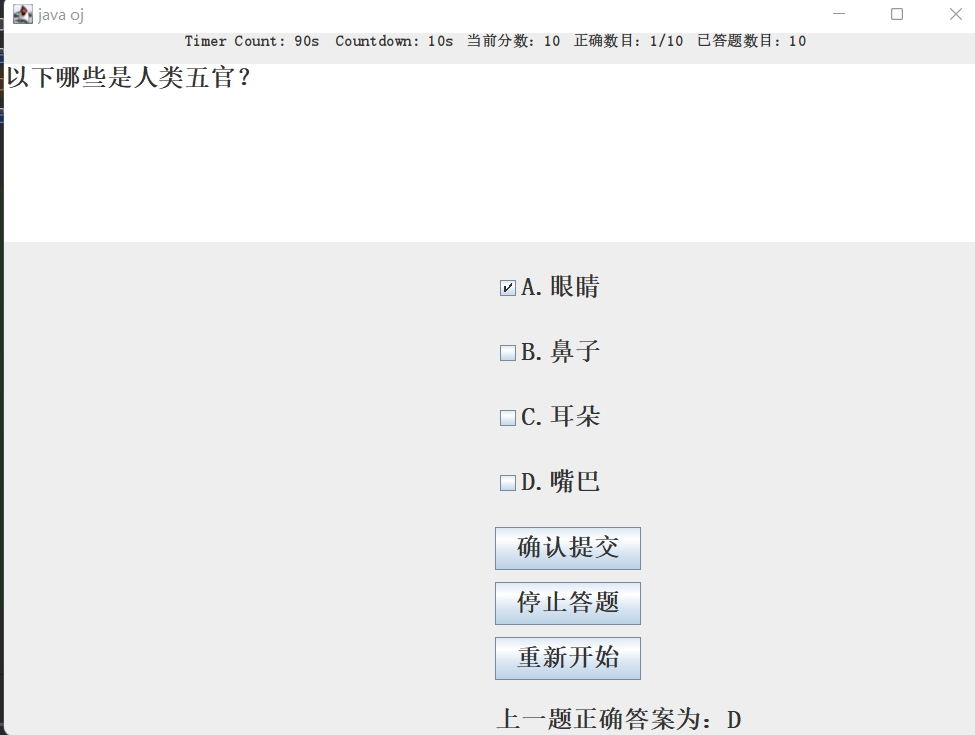 java oj
Timer Count: 90s Countdown: 10s 当前分数: 10 正确数目: 1/10 已答题数目: 10
以下哪些是人类五官？
A. 眼睛
B. 鼻子
C. 耳朵
D. 嘴巴
确认提交
停止答题
重新开始
上一题正确答案为: D